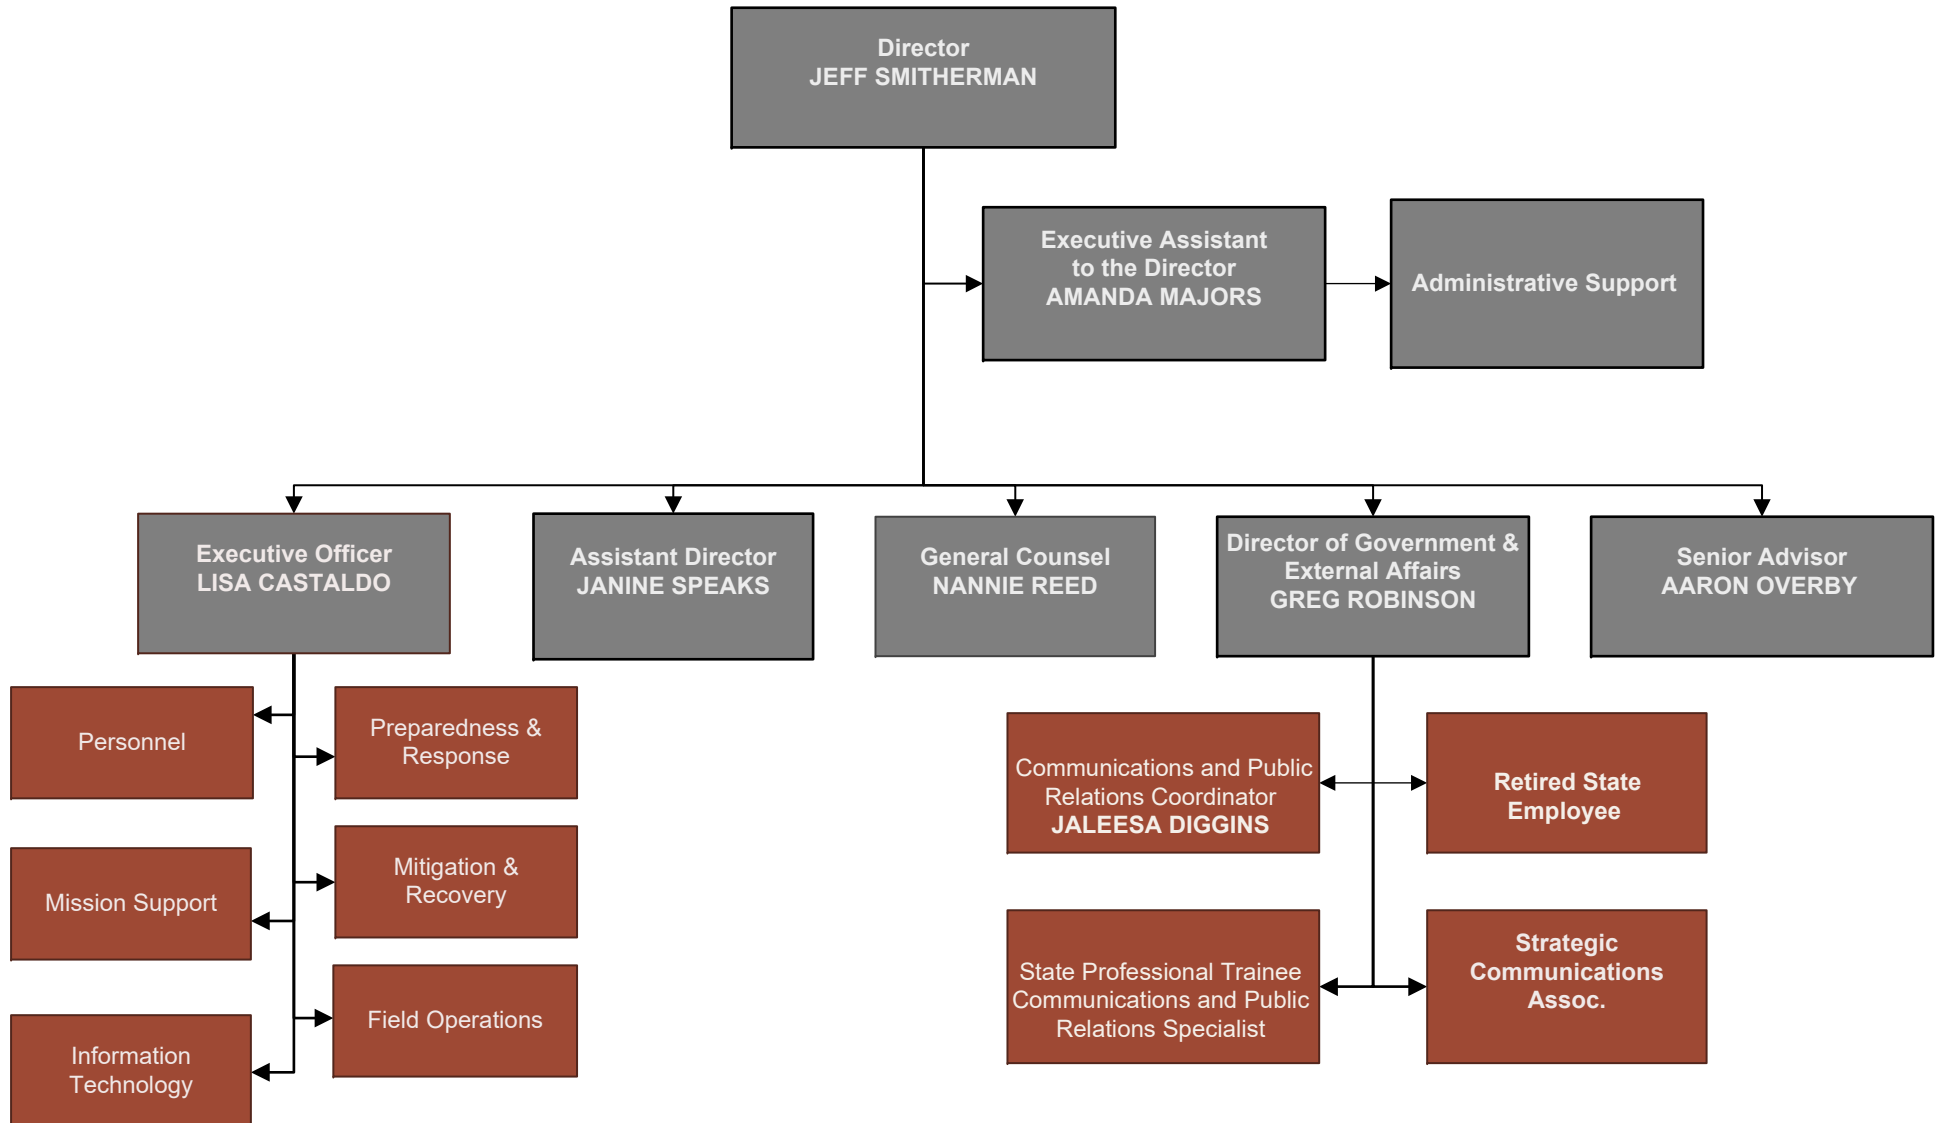 Director
JEFF SMITHERMAN
Executive Assistant
to the Director
AMANDA MAJORS
Administrative Support
Executive Officer
LISA CASTALDO
Assistant Director
JANINE SPEAKS
General Counsel
NANNIE REED
Director of Government &
External Affairs
GREG ROBINSON
Senior Advisor
AARON OVERBY
Personnel
Preparedness &
Response
Mission Support
Mitigation &
Recovery
Information
Technology
Field Operations
Communications and Public
Relations Coordinator
JALEESA DIGGINS
Retired State
Employee
State Professional Trainee
Communications and Public
Relations Specialist
Strategic
Communications
Assoc.